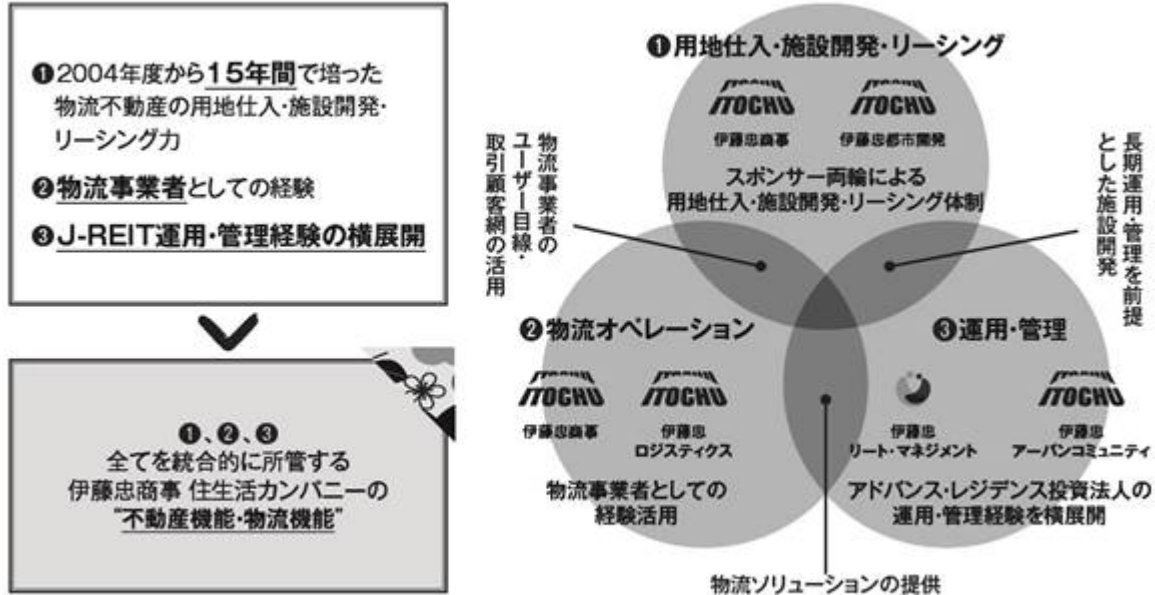 ❶2004年度から15年間で培った
物流不動産の用地仕入・施設開発・
リーシング力
❷物流事業者としての経験
❸J-REIT運用・管理経験の横展開
❶、❷、❸
全てを統合的に所管する
伊藤忠商事 住生活カンパニーの
“不動産機能・物流機能”
❶用地仕入・施設開発・リーシング
ITOCHU
伊藤忠商事
ITOCHU
伊藤忠都市開発
スポンサー両輪による
用地仕入・施設開発・リーシング体制
物流事業者の
ユーザー目線・
取引顧客網の活用
長期運用・管理を前提
とした施設開発
❷物流オペレーション
ITOCHU
伊藤忠商事
ITOCHU
伊藤忠
ロジスティクス
物流事業者としての
経験活用
❸運用・管理
伊藤忠
リート・マネジメント
ITOCHU
伊藤忠
アーバンコミュニティ
アドバンス・レジデンス投資法人の
運用・管理経験を横展開
物流ソリューションの提供